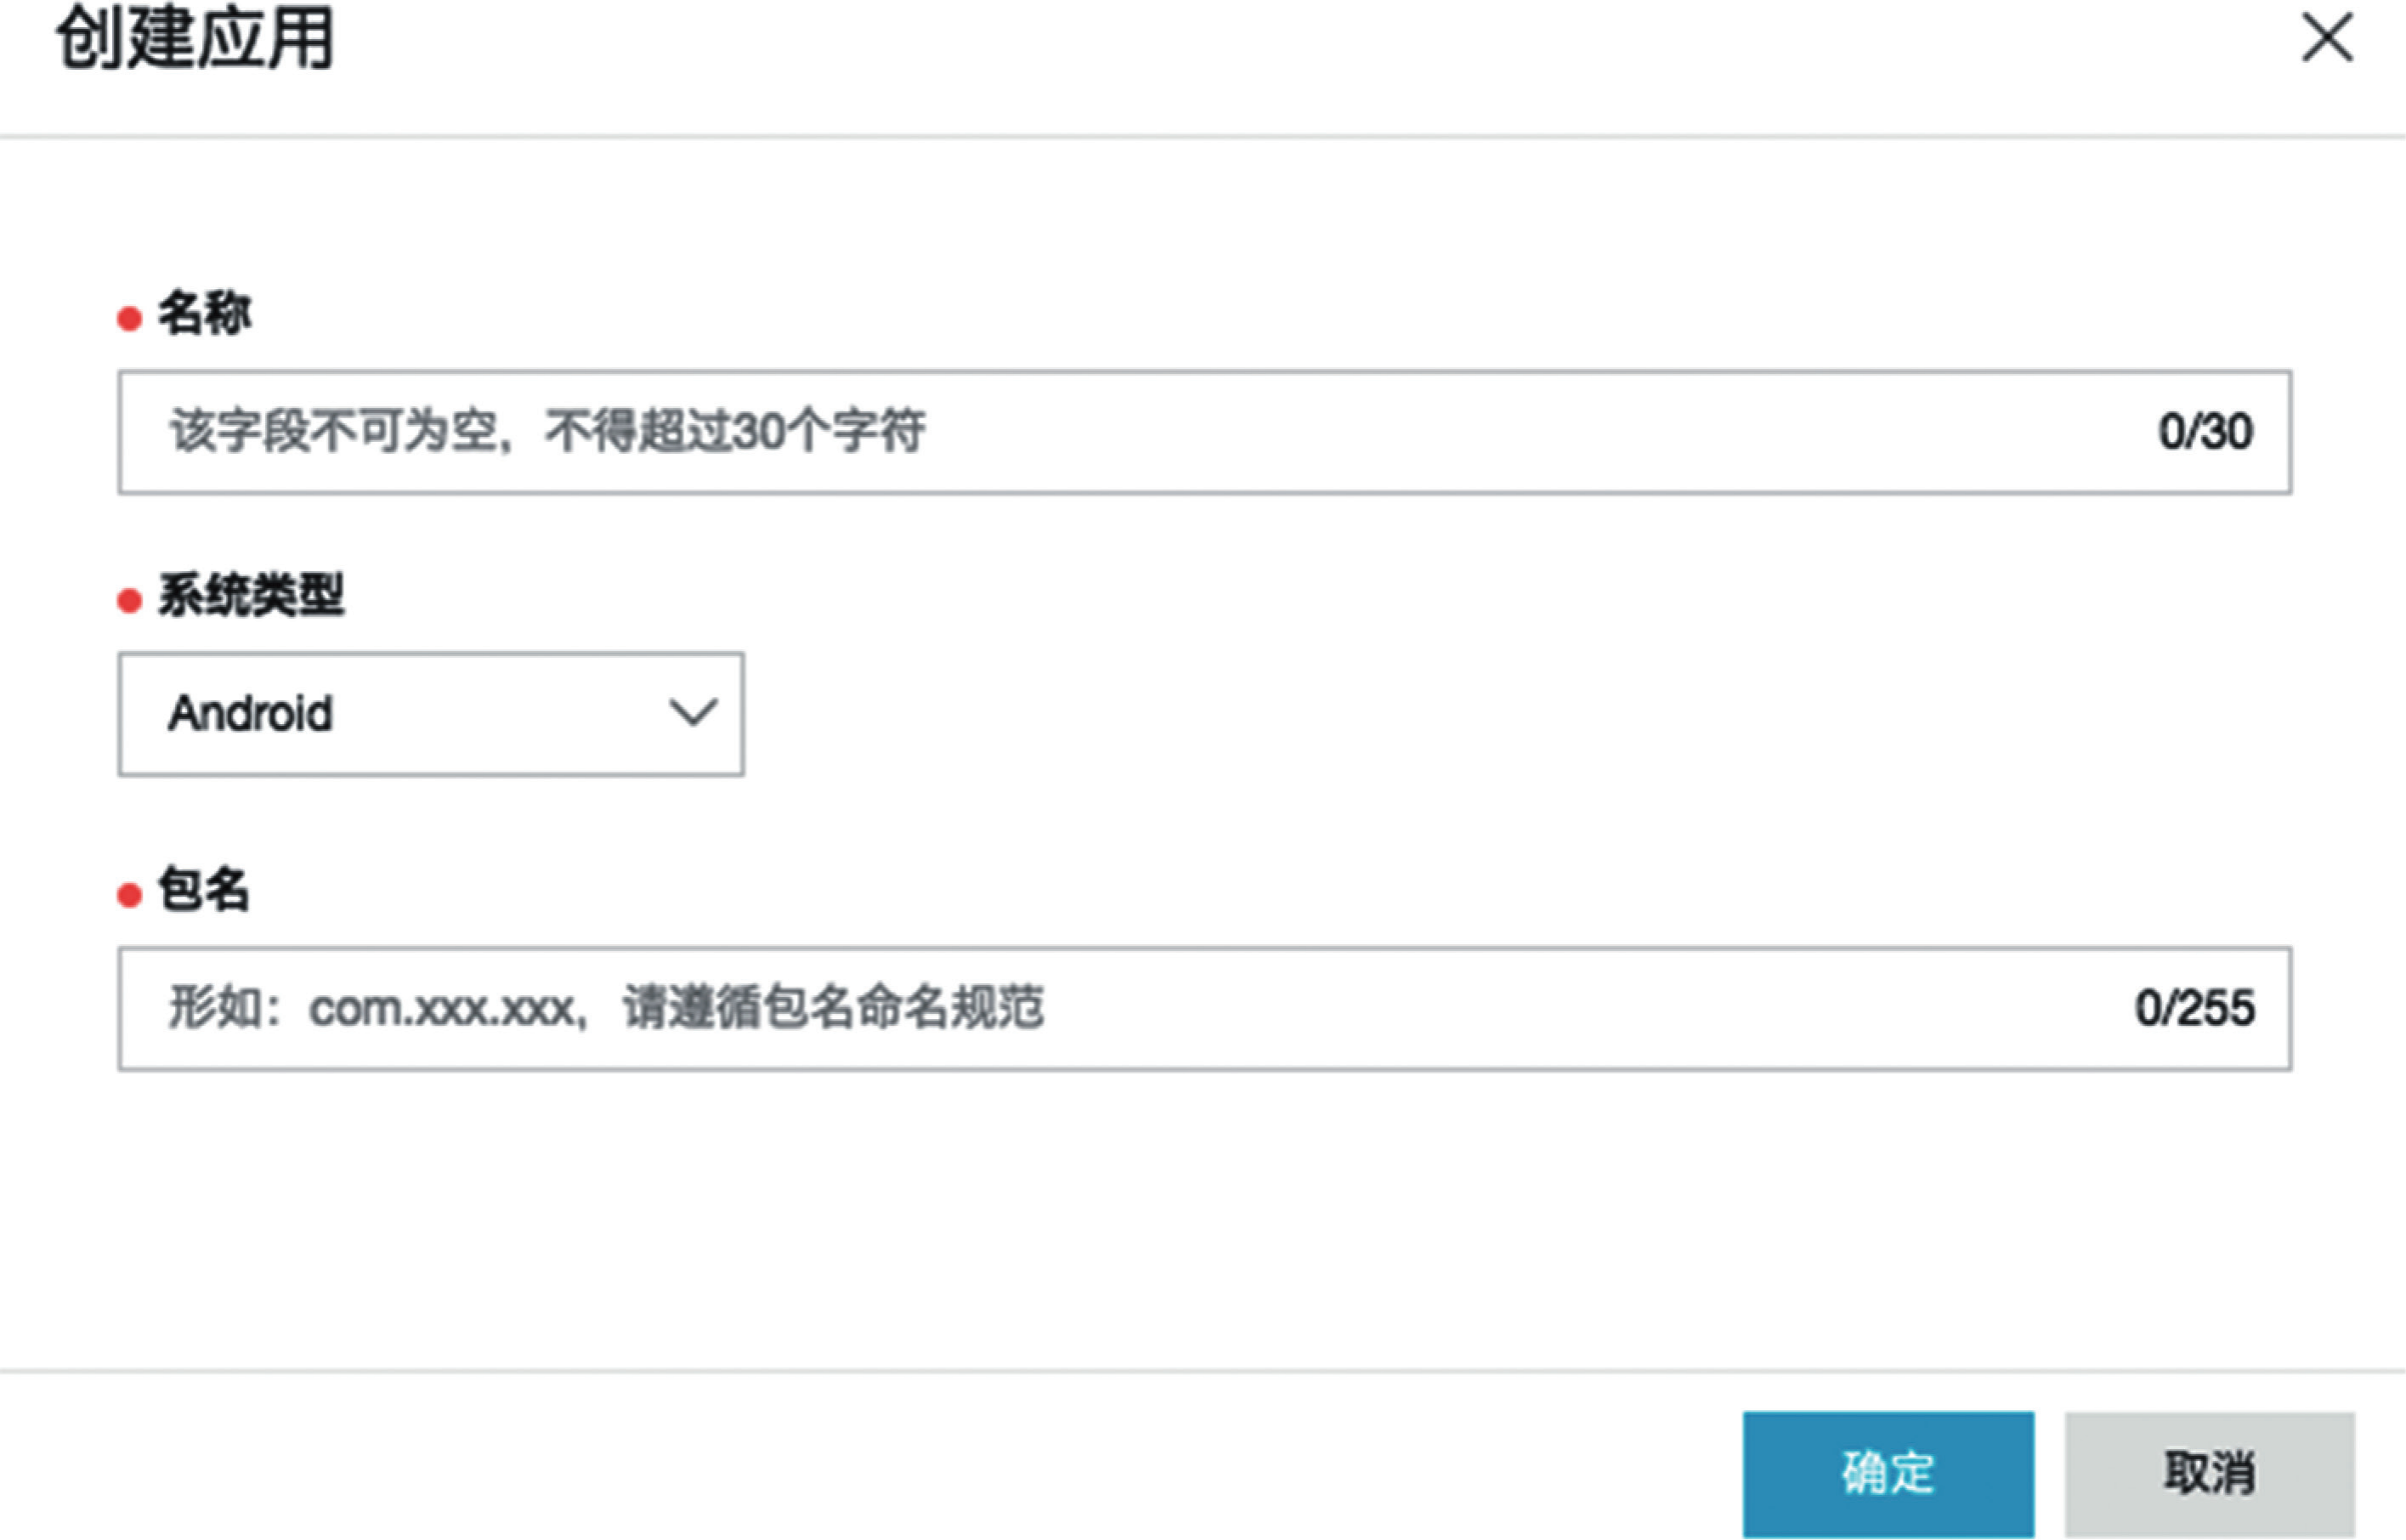 创建应用
名称
该字段不可为空，不得超过30个字符 0/30
系统类型
Android
包名
形如：com.xxx.xxx，请遵循包名命名规范 0/255
确定 取消